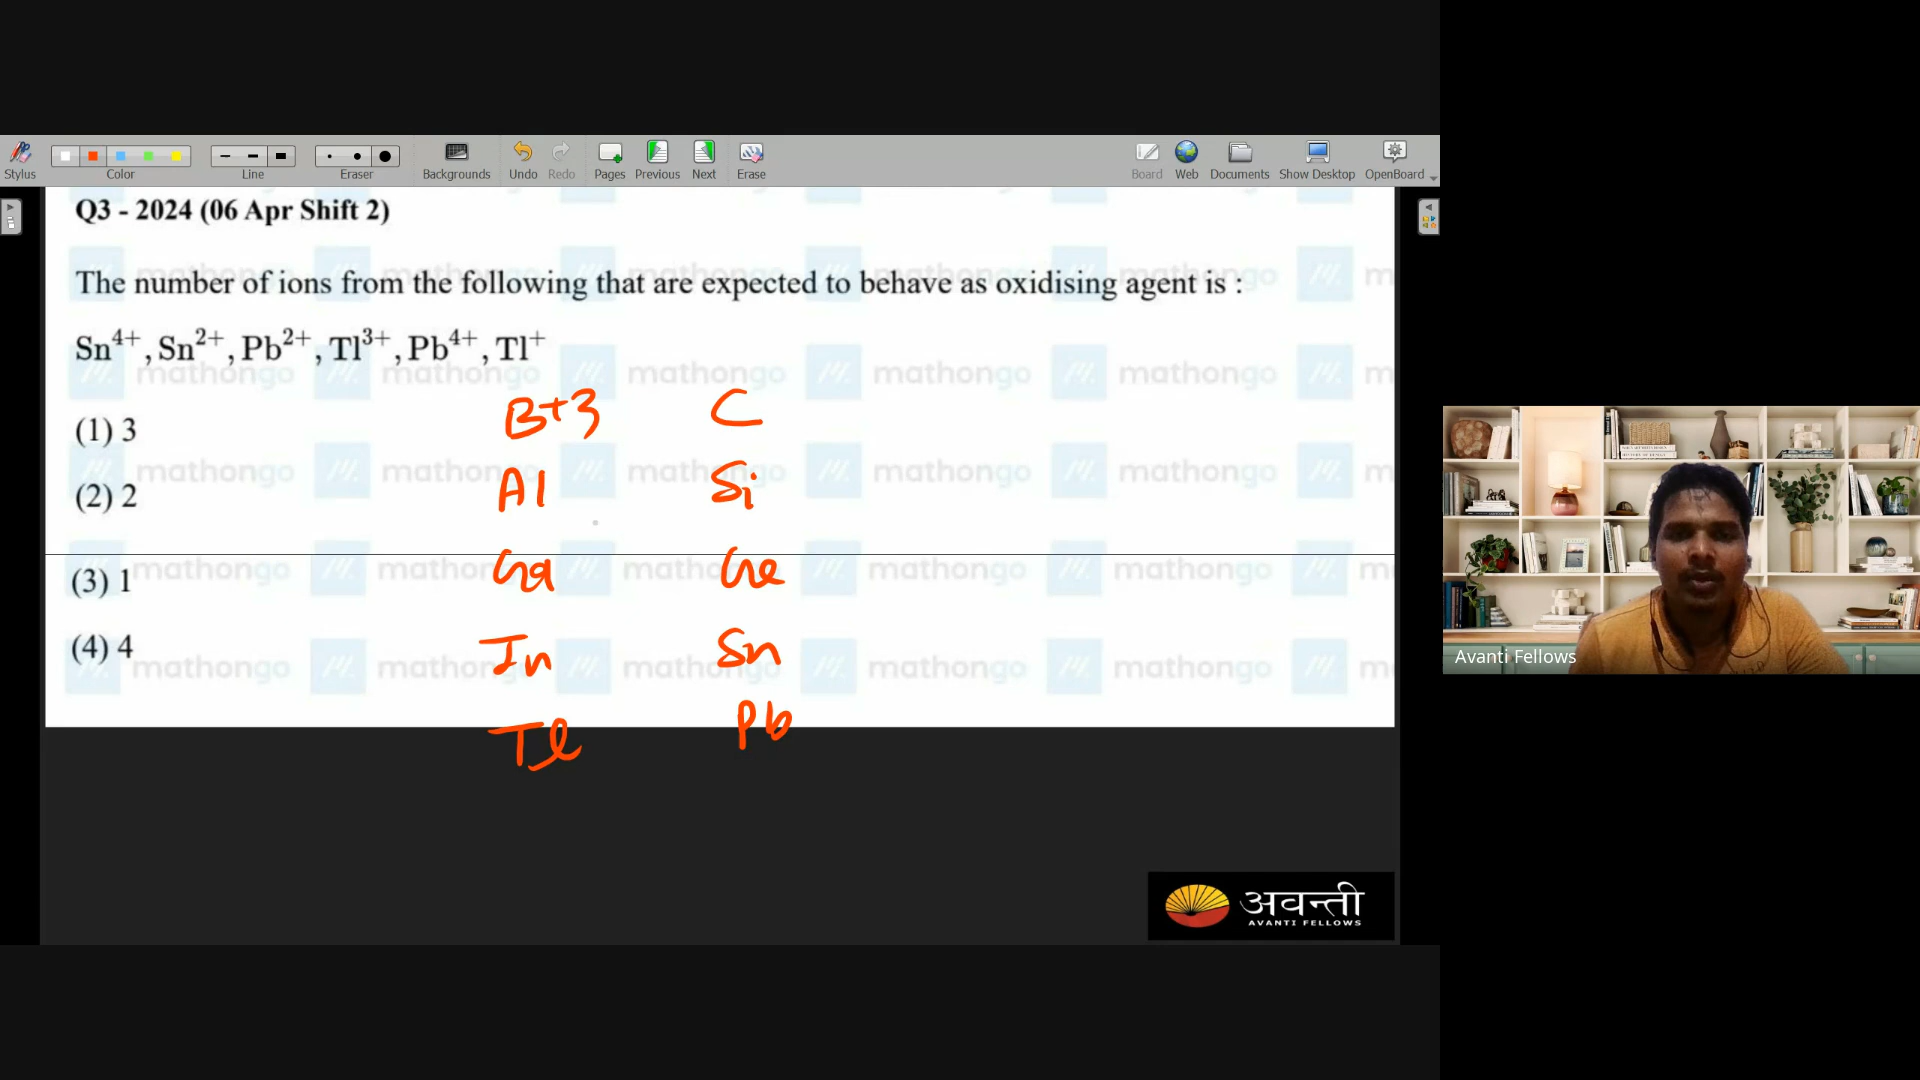 Stylus
Color
Line
Eraser
Backgrounds
Undo
Redo
Pages
Previous
Next
Erase
Board
Web
Documents
Show Desktop
OpenBoard
Q3 - 2024 (06 Apr Shift 2)
The number of ions from the following that are expected to behave as oxidising agent is :
Sn⁴⁺, Sn²⁺, Pb²⁺, Tl³⁺, Pb⁴⁺, Tl⁺
(1) 3
(2) 2
(3) 1
(4) 4
B+3 C
Al Si
Ga Ge
In Sn
Tl Pb
mathongo
अवन्ती
AVANTI FELLOWS
Avanti Fellows